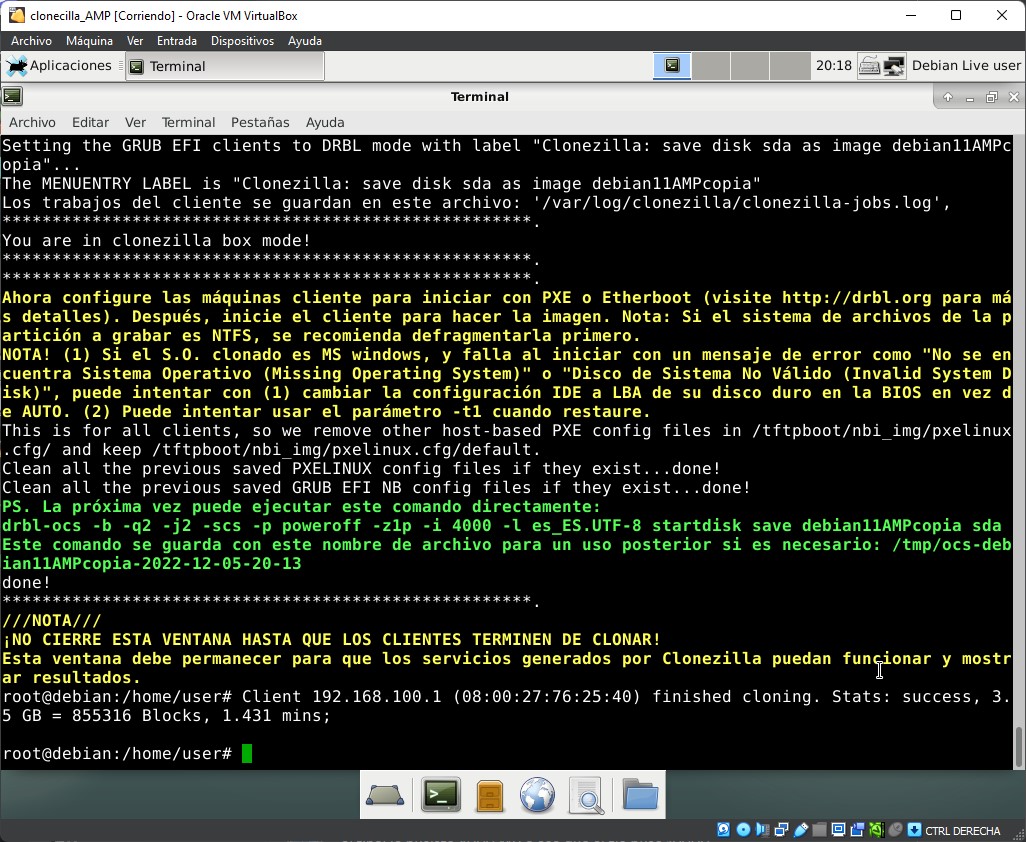 clonecilla_AMP [Corriendo] - Oracle VM VirtualBox
Archivo Máquina Ver Entrada Dispositivos Ayuda
Aplicaciones Terminal 20:18 Debian Live user
Terminal
Archivo Editar Ver Terminal Pestañas Ayuda
Setting the GRUB EFI clients to DRBL mode with label "Clonezilla: save disk sda as image debian11AMPc
opia"...
The MENUENTRY LABEL is "Clonezilla: save disk sda as image debian11AMPcopia"
Los trabajos del cliente se guardan en este archivo: '/var/log/clonezilla/clonezilla-jobs.log',
*****************************************************.
You are in clonezilla box mode!
*****************************************************.
*****************************************************.
Ahora configure las máquinas cliente para iniciar con PXE o Etherboot (visite http://drbl.org para má
s detalles). Después, inicie el cliente para hacer la imagen. Nota: Si el sistema de archivos de la p
artición a grabar es NTFS, se recomienda defragmentarla primero.
NOTA! (1) Si el S.O. clonado es MS windows, y falla al iniciar con un mensaje de error como "No se en
cuentra Sistema Operativo (Missing Operating System)" o "Disco de Sistema No Válido (Invalid System D
isk)", puede intentar con (1) cambiar la configuración IDE a LBA de su disco duro en la BIOS en vez d
e AUTO. (2) Puede intentar usar el parámetro -t1 cuando restaure.
This is for all clients, so we remove other host-based PXE config files in /tftpboot/nbi_img/pxelinux
.cfg/ and keep /tftpboot/nbi_img/pxelinux.cfg/default.
Clean all the previous saved PXELINUX config files if they exist...done!
Clean all the previous saved GRUB EFI NB config files if they exist...done!
PS. La próxima vez puede ejecutar este comando directamente:
drbl-ocs -b -q2 -j2 -scs -p poweroff -z1p -i 4000 -l es_ES.UTF-8 startdisk save debian11AMPcopia sda
Este comando se guarda con este nombre de archivo para un uso posterior si es necesario: /tmp/ocs-deb
ian11AMPcopia-2022-12-05-20-13
done!
*****************************************************.
///NOTA///
¡NO CIERRE ESTA VENTANA HASTA QUE LOS CLIENTES TERMINEN DE CLONAR!
Esta ventana debe permanecer para que los servicios generados por Clonezilla puedan funcionar y mostr
ar resultados.
root@debian:/home/user# Client 192.168.100.1 (08:00:27:76:25:40) finished cloning. Stats: success, 3.
5 GB = 855316 Blocks, 1.431 mins;
root@debian:/home/user#
CTRL DERECHA